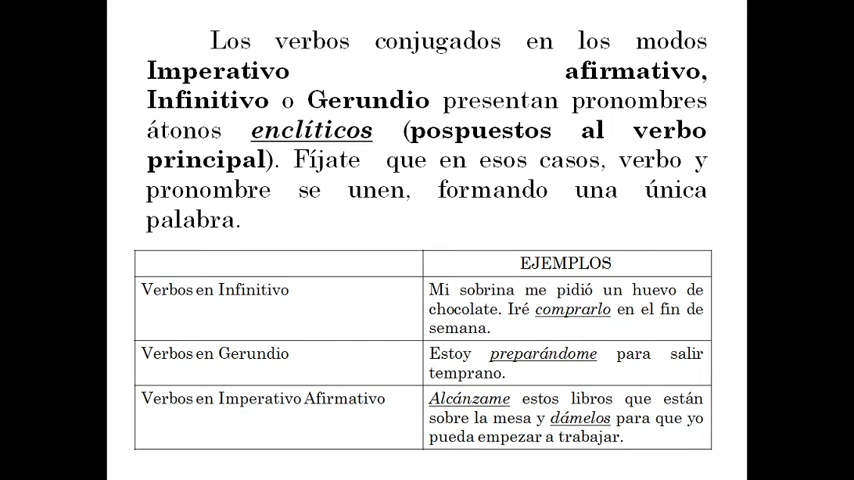 Los verbos conjugados en los modos
Imperativo afirmativo,
Infinitivo o Gerundio presentan pronombres
átonos enclíticos (pospuestos al verbo
principal). Fíjate que en esos casos, verbo y
pronombre se unen, formando una única
palabra.
EJEMPLOS
Verbos en Infinitivo
Mi sobrina me pidió un huevo de
chocolate. Iré comprarlo en el fin de
semana.
Verbos en Gerundio
Estoy preparándome para salir
temprano.
Verbos en Imperativo Afirmativo
Alcánzame estos libros que están
sobre la mesa y dámelos para que yo
pueda empezar a trabajar.